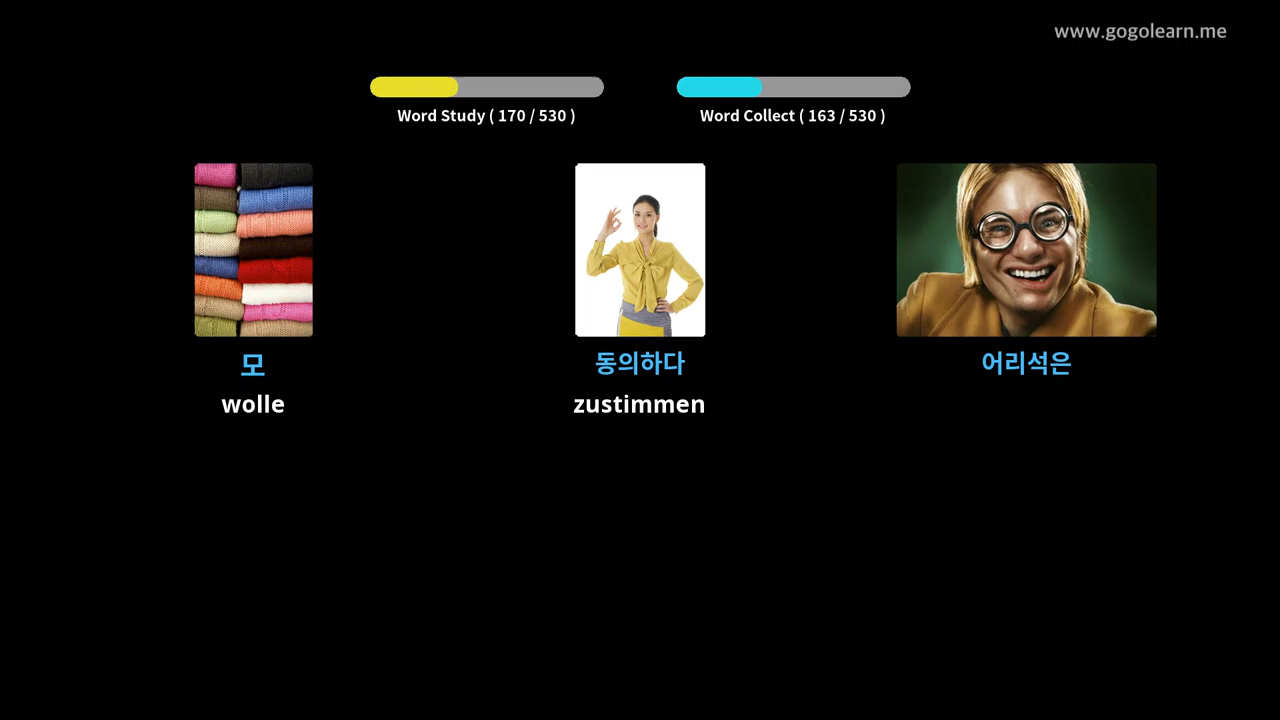 www.gogolearn.me
Word Study ( 170 / 530 )
Word Collect ( 163 / 530 )
모
동의하다
어리석은
wolle
zustimmen